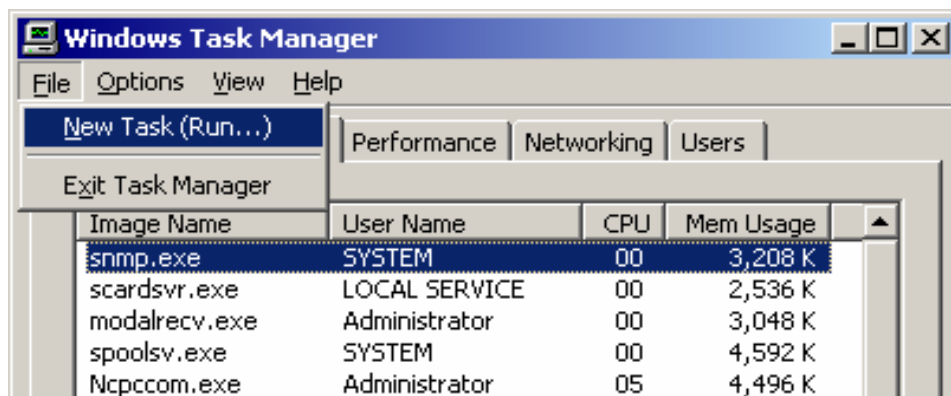 Windows Task Manager
File Options View Help
New Task (Run...)
Exit Task Manager
Performance Networking Users
Image Name User Name CPU Mem Usage
snmp.exe SYSTEM 00 3,208 K
scardsvr.exe LOCAL SERVICE 00 2,536 K
modalrecv.exe Administrator 00 3,048 K
spoolsv.exe SYSTEM 00 4,592 K
Ncpccom.exe Administrator 05 4,496 K